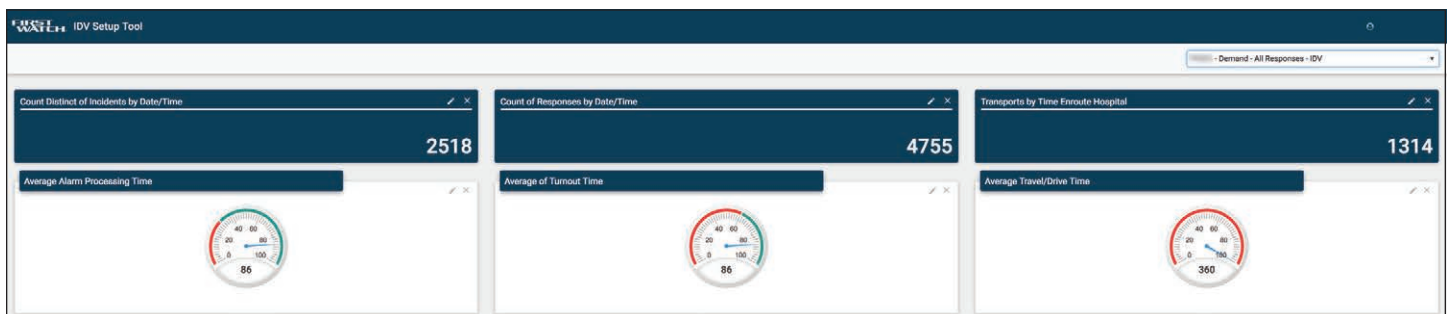 FIRST
WATCH IDV Setup Tool
- Demand - All Responses - IDV
Count Distinct of Incidents by Date/Time
2518
Count of Responses by Date/Time
4755
Transports by Time Enroute Hospital
1314
Average Alarm Processing Time
40 60
20 80
0 100
86
Average of Turnout Time
40 60
20 80
0 100
86
Average Travel/Drive Time
40 60
20 80
0 100
360